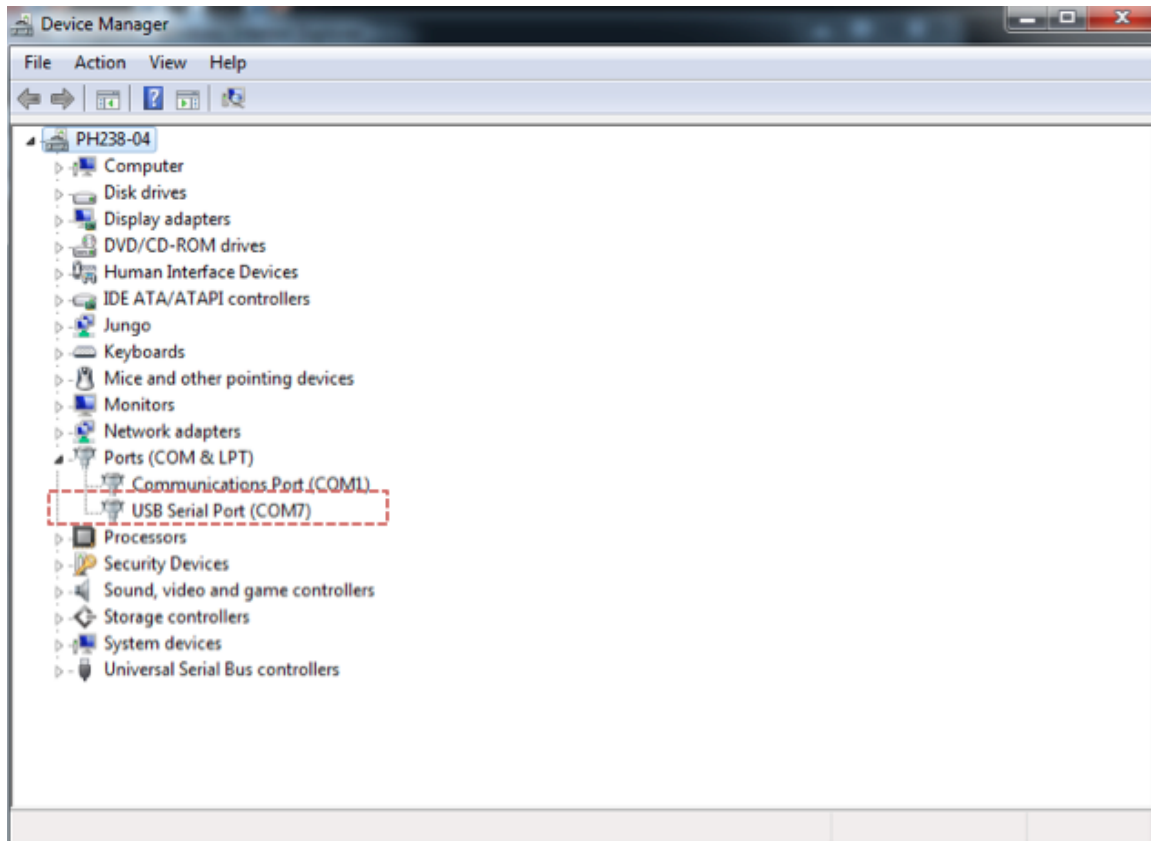 Device Manager
File Action View Help
PH238-04
Computer
Disk drives
Display adapters
DVD/CD-ROM drives
Human Interface Devices
IDE ATA/ATAPI controllers
Jungo
Keyboards
Mice and other pointing devices
Monitors
Network adapters
Ports (COM & LPT)
Communications Port (COM1)
USB Serial Port (COM7)
Processors
Security Devices
Sound, video and game controllers
Storage controllers
System devices
Universal Serial Bus controllers